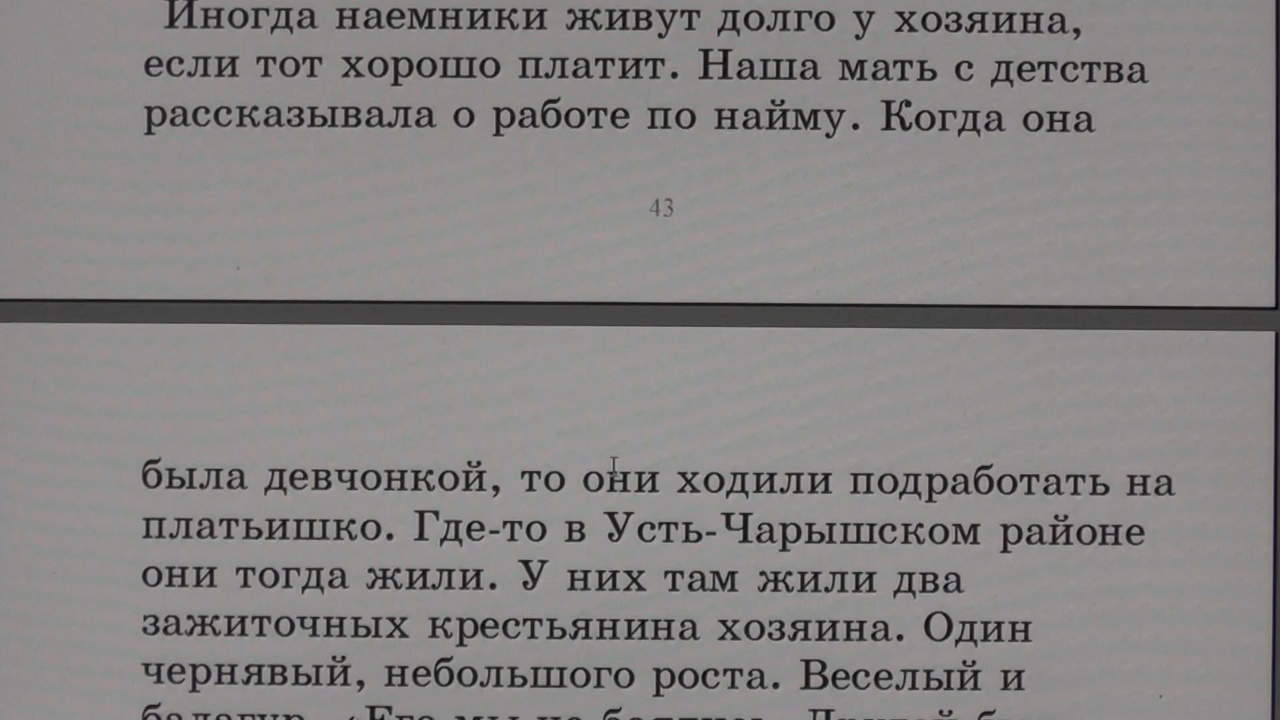 Иногда наемники живут долго у хозяина,
если тот хорошо платит. Наша мать с детства
рассказывала о работе по найму. Когда она
43
была девчонкой, то они ходили подработать на
платьишко. Где-то в Усть-Чарышском районе
они тогда жили. У них там жили два
зажиточных крестьянина хозяина. Один
чернявый, небольшого роста. Веселый и